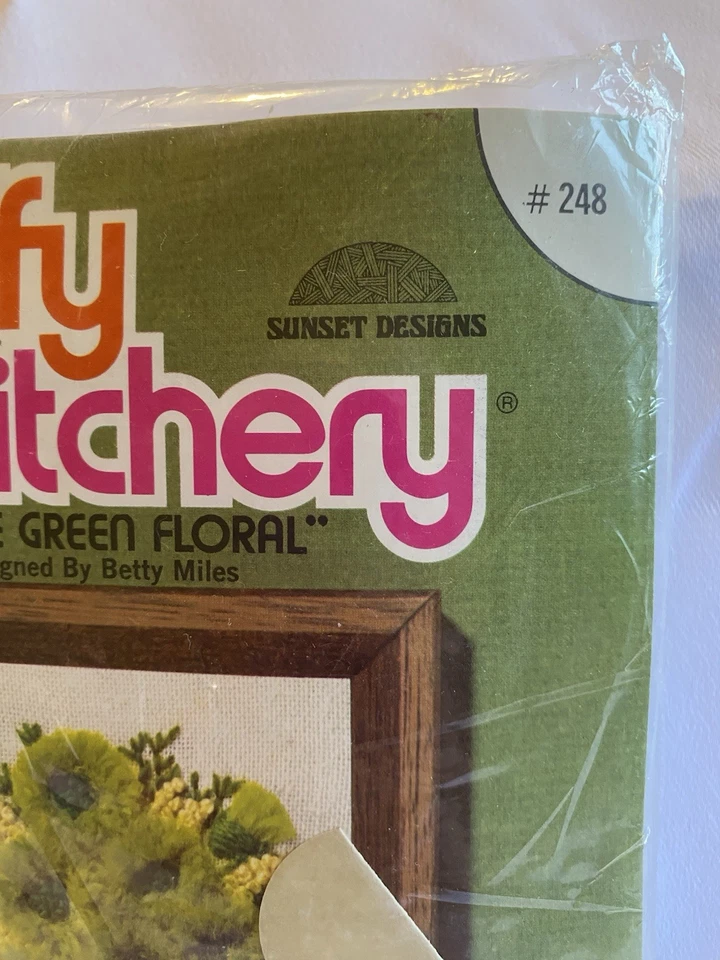 # 248
SUNSET DESIGNS
fy
itchery®
E GREEN FLORAL"
gned By Betty Miles